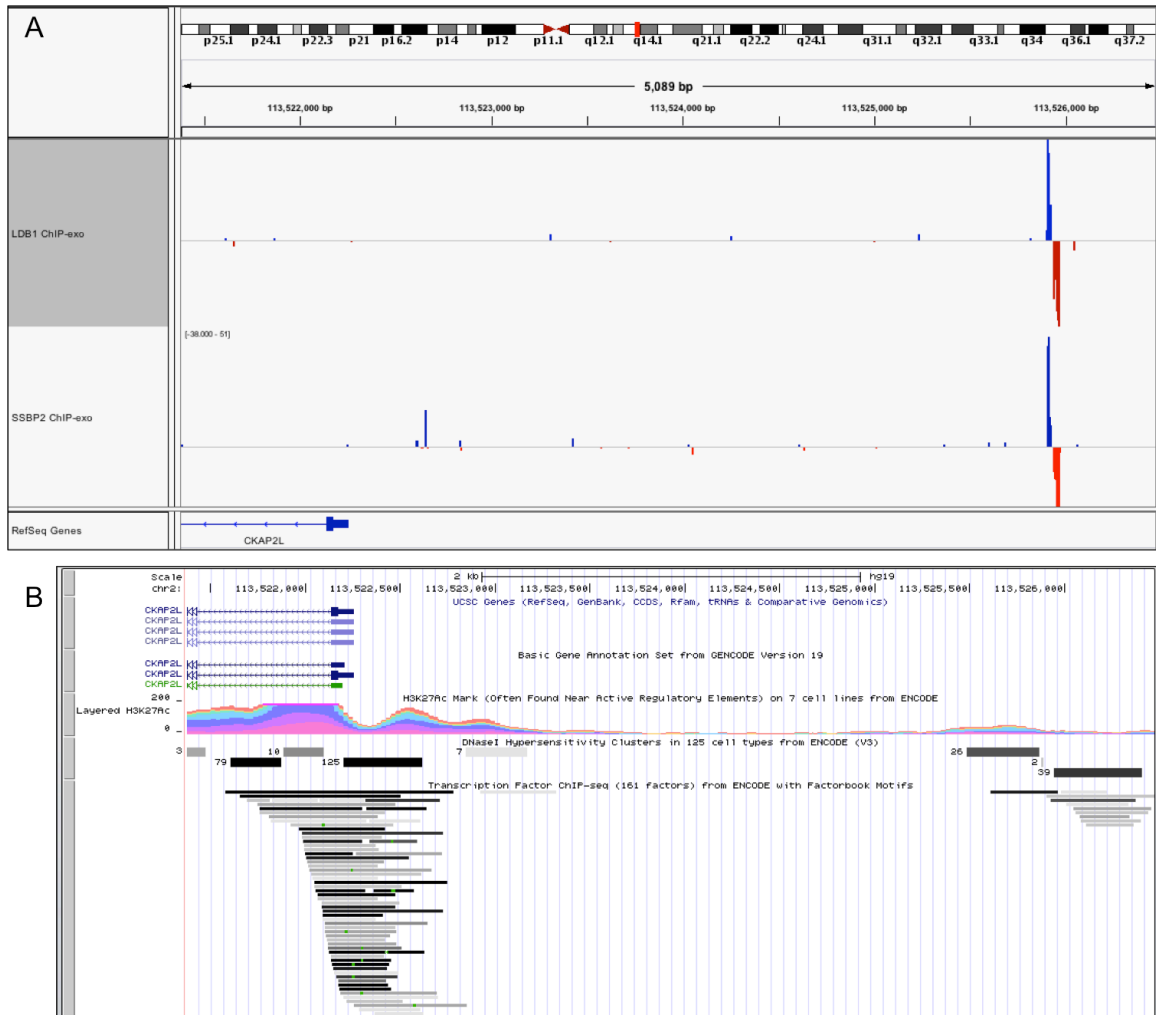 A
p25.1 p24.1 p22.3 p21 p16.2 p14 p12 p11.1 q12.1 q14.1 q21.1 q22.2 q24.1 q31.1 q32.1 q33.1 q34 q36.1 q37.2
5,089 bp
113,522,000 bp 113,523,000 bp 113,524,000 bp 113,525,000 bp 113,526,000 bp
LDB1 ChIP-exo
[-38.000 - 51]
SSBP2 ChIP-exo
RefSeq Genes
CKAP2L
B
Scale 2 kb hg19
chr2: 113,522,000 113,522,500 113,523,000 113,523,500 113,524,000 113,524,500 113,525,000 113,525,500 113,526,000
UCSC Genes (RefSeq, GenBank, CCDS, Rfam, tRNAs & Comparative Genomics)
CKAP2L
CKAP2L
CKAP2L
CKAP2L
Basic Gene Annotation Set from GENCODE Version 19
CKAP2L
CKAP2L
CKAP2L
H3K27Ac Mark (Often Found Near Active Regulatory Elements) on 7 cell lines from ENCODE
200 _
Layered H3K27Ac
0 _
DNaseI Hypersensitivity Clusters in 125 cell types from ENCODE (V3)
3 10 7 26
79 125 2
39
Transcription Factor ChIP-seq (161 factors) from ENCODE with Factorbook Motifs